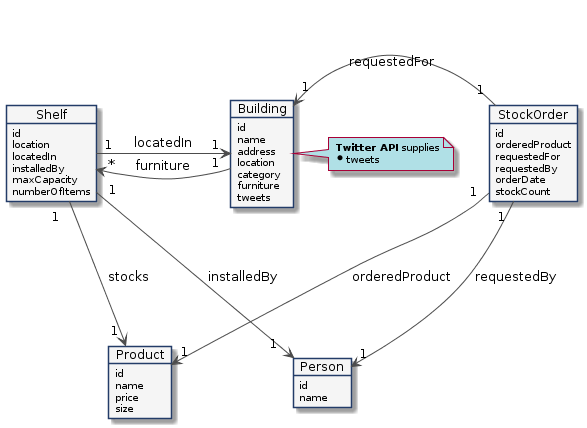 requestedFor
1
1
Shelf
id
location
locatedIn
installedBy
maxCapacity
numberOfItems
1
locatedIn
1
*
furniture
1
Building
id
name
address
location
category
furniture
tweets
Twitter API supplies
tweets
StockOrder
id
orderedProduct
requestedFor
requestedBy
orderDate
stockCount
1
1
1
1
stocks
installedBy
orderedProduct
requestedBy
1
1
1
1
Product
id
name
price
size
Person
id
name